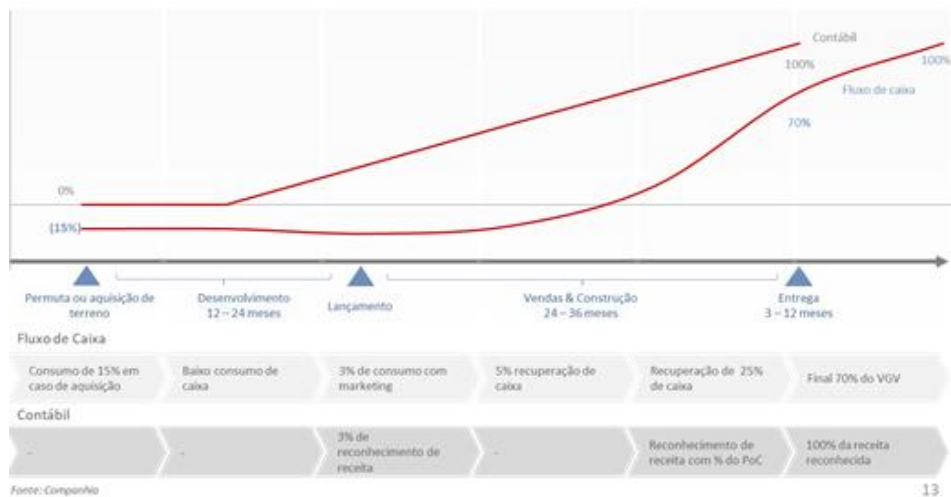 Contábil
100%
100%
Fluxo de caixa
70%
0%
(15%)
Permuta ou aquisição de
terreno
Desenvolvimento
12 – 24 meses
Lançamento
Vendas & Construção
24 – 36 meses
Entrega
3 – 12 meses
Fluxo de Caixa
Consumo de 15% em
caso de aquisição
Baixo consumo de
caixa
3% de consumo com
marketing
5% recuperação de
caixa
Recuperação de 25%
de caixa
Final 70% do VGV
Contábil
-
-
3% de
reconhecimento de
receita
-
Reconhecimento de
receita com % do PoC
100% da receita
reconhecida
Fonte: Companhia
13